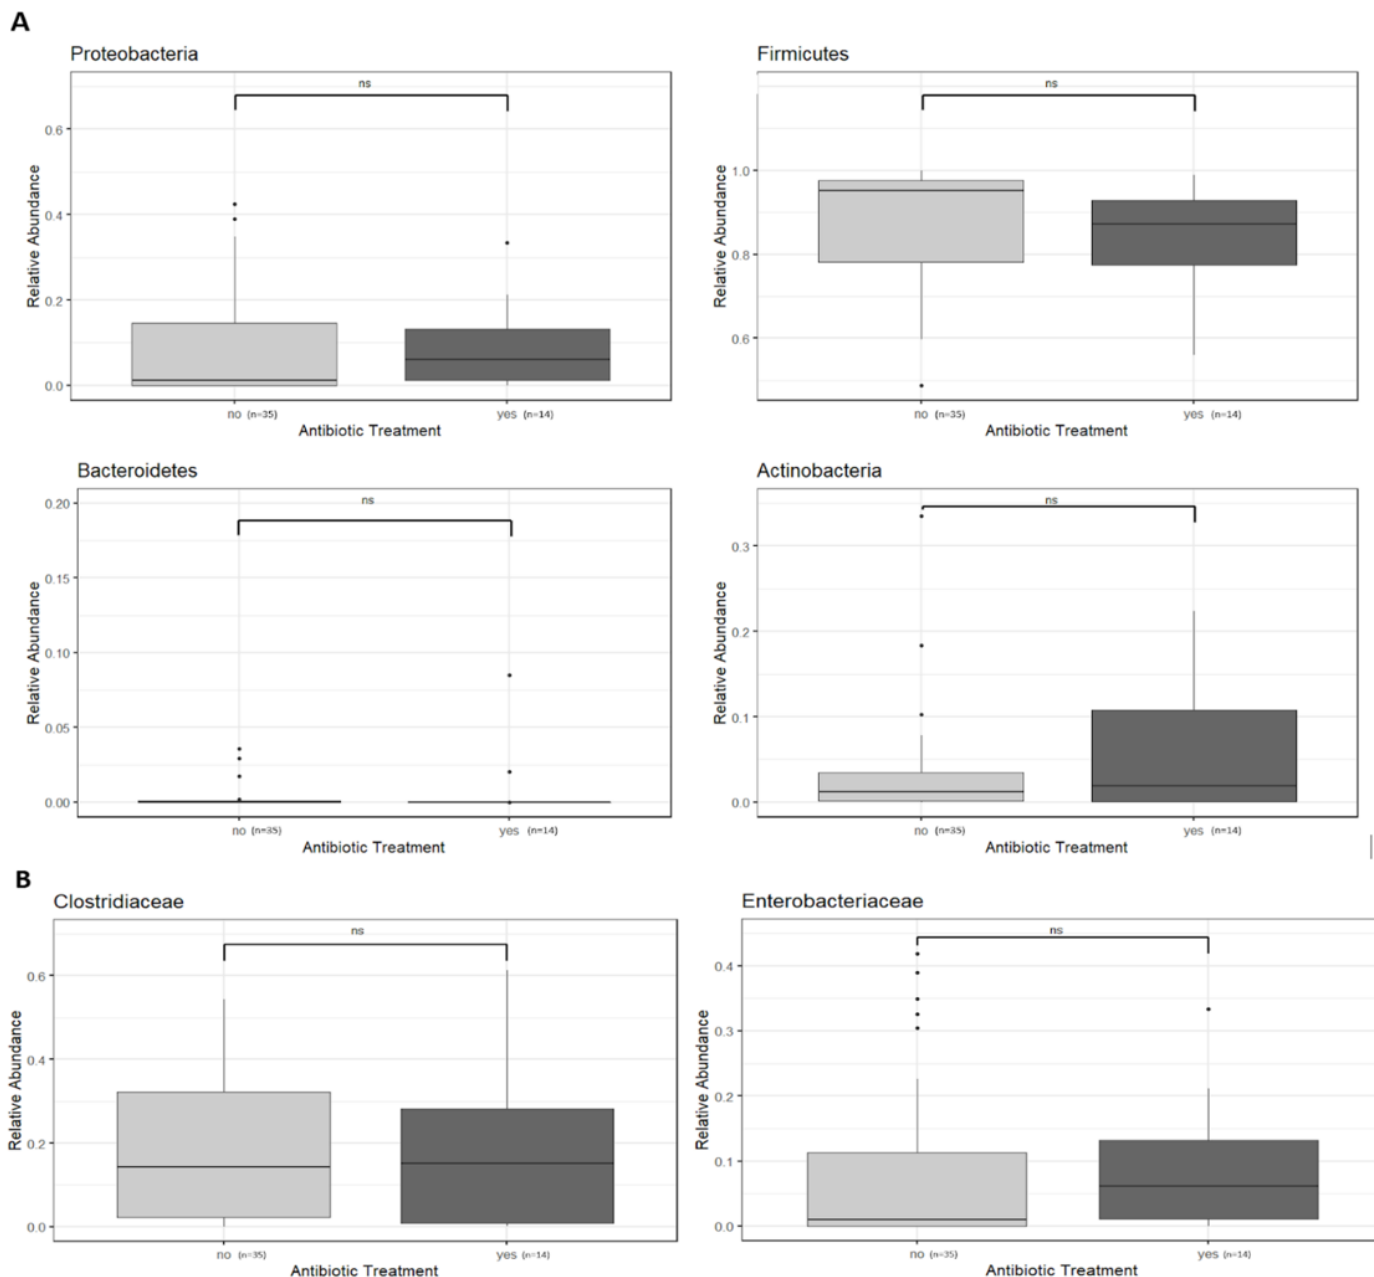 A
Proteobacteria
ns
Relative Abundance
0.6
0.4
0.2
0.0
no (n=35)
yes (n=14)
Antibiotic Treatment
Firmicutes
ns
Relative Abundance
1.0
0.8
0.6
no (n=35)
yes (n=14)
Antibiotic Treatment
Bacteroidetes
ns
Relative Abundance
0.20
0.15
0.10
0.05
0.00
no (n=35)
yes (n=14)
Antibiotic Treatment
Actinobacteria
ns
Relative Abundance
0.3
0.2
0.1
0.0
no (n=35)
yes (n=14)
Antibiotic Treatment
B
Clostridiaceae
ns
Relative Abundance
0.6
0.4
0.2
0.0
no (n=35)
yes (n=14)
Antibiotic Treatment
Enterobacteriaceae
ns
Relative Abundance
0.4
0.3
0.2
0.1
0.0
no (n=35)
yes (n=14)
Antibiotic Treatment